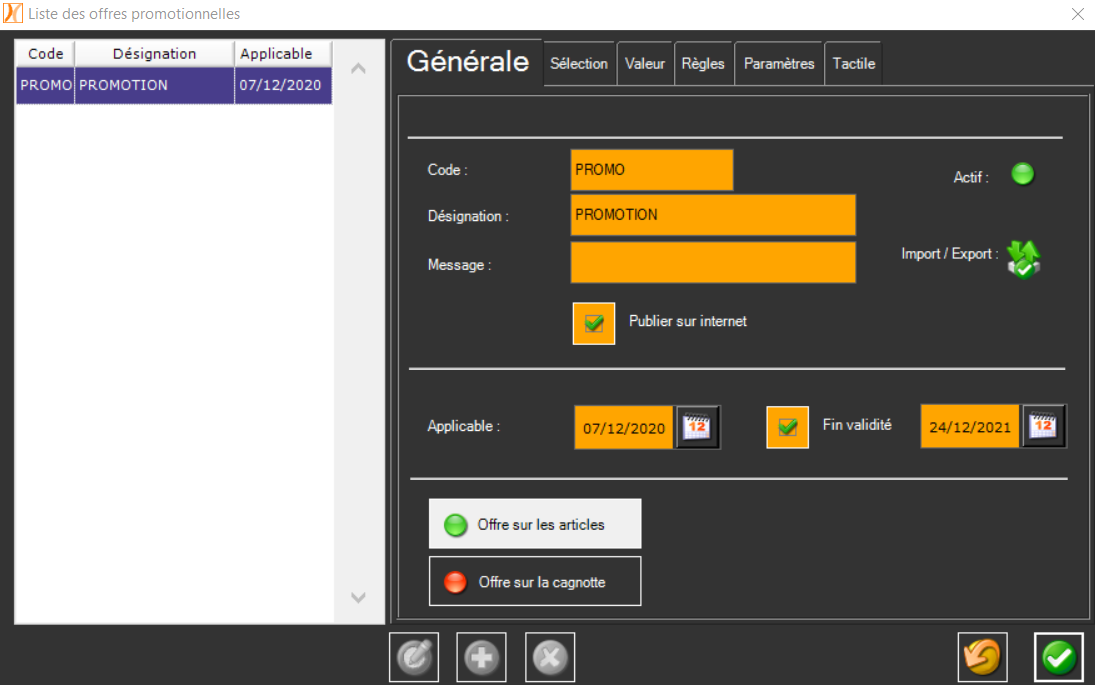 Liste des offres promotionnelles
Code Désignation Applicable
PROMO PROMOTION 07/12/2020
Générale Sélection Valeur Règles Paramètres Tactile
Code : PROMO Actif :
Désignation : PROMOTION
Message : Import / Export :
Publier sur internet
Applicable : 07/12/2020 12 Fin validité 24/12/2021 12
Offre sur les articles
Offre sur la cagnotte